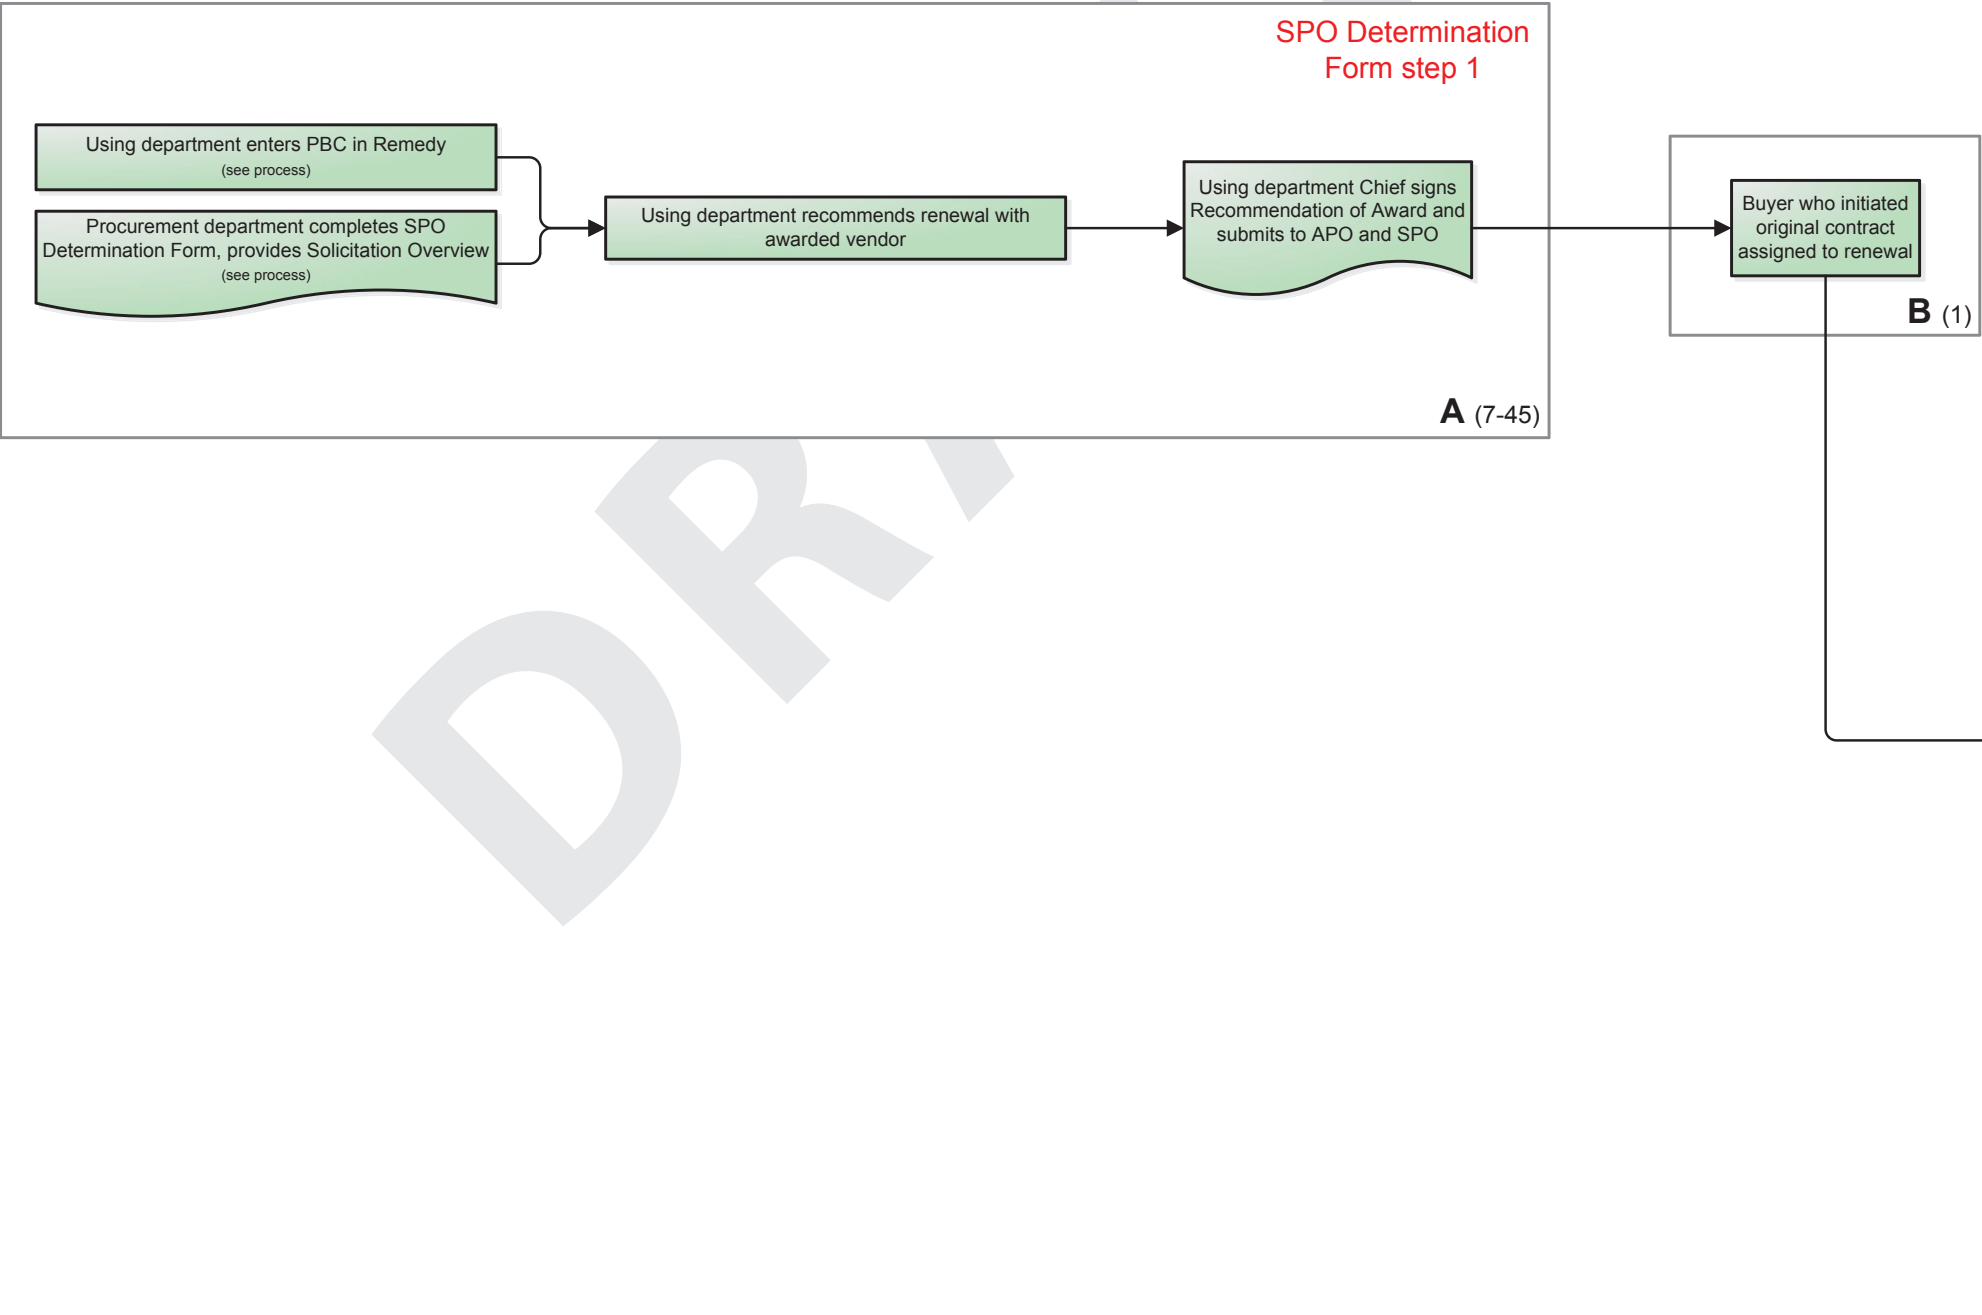 SPO Determination
Form step 1
Using department enters PBC in Remedy
(see process)
Procurement department completes SPO
Determination Form, provides Solicitation Overview
(see process)
Using department recommends renewal with
awarded vendor
Using department Chief signs
Recommendation of Award and
submits to APO and SPO
A (7-45)
Buyer who initiated
original contract
assigned to renewal
B (1)
DR